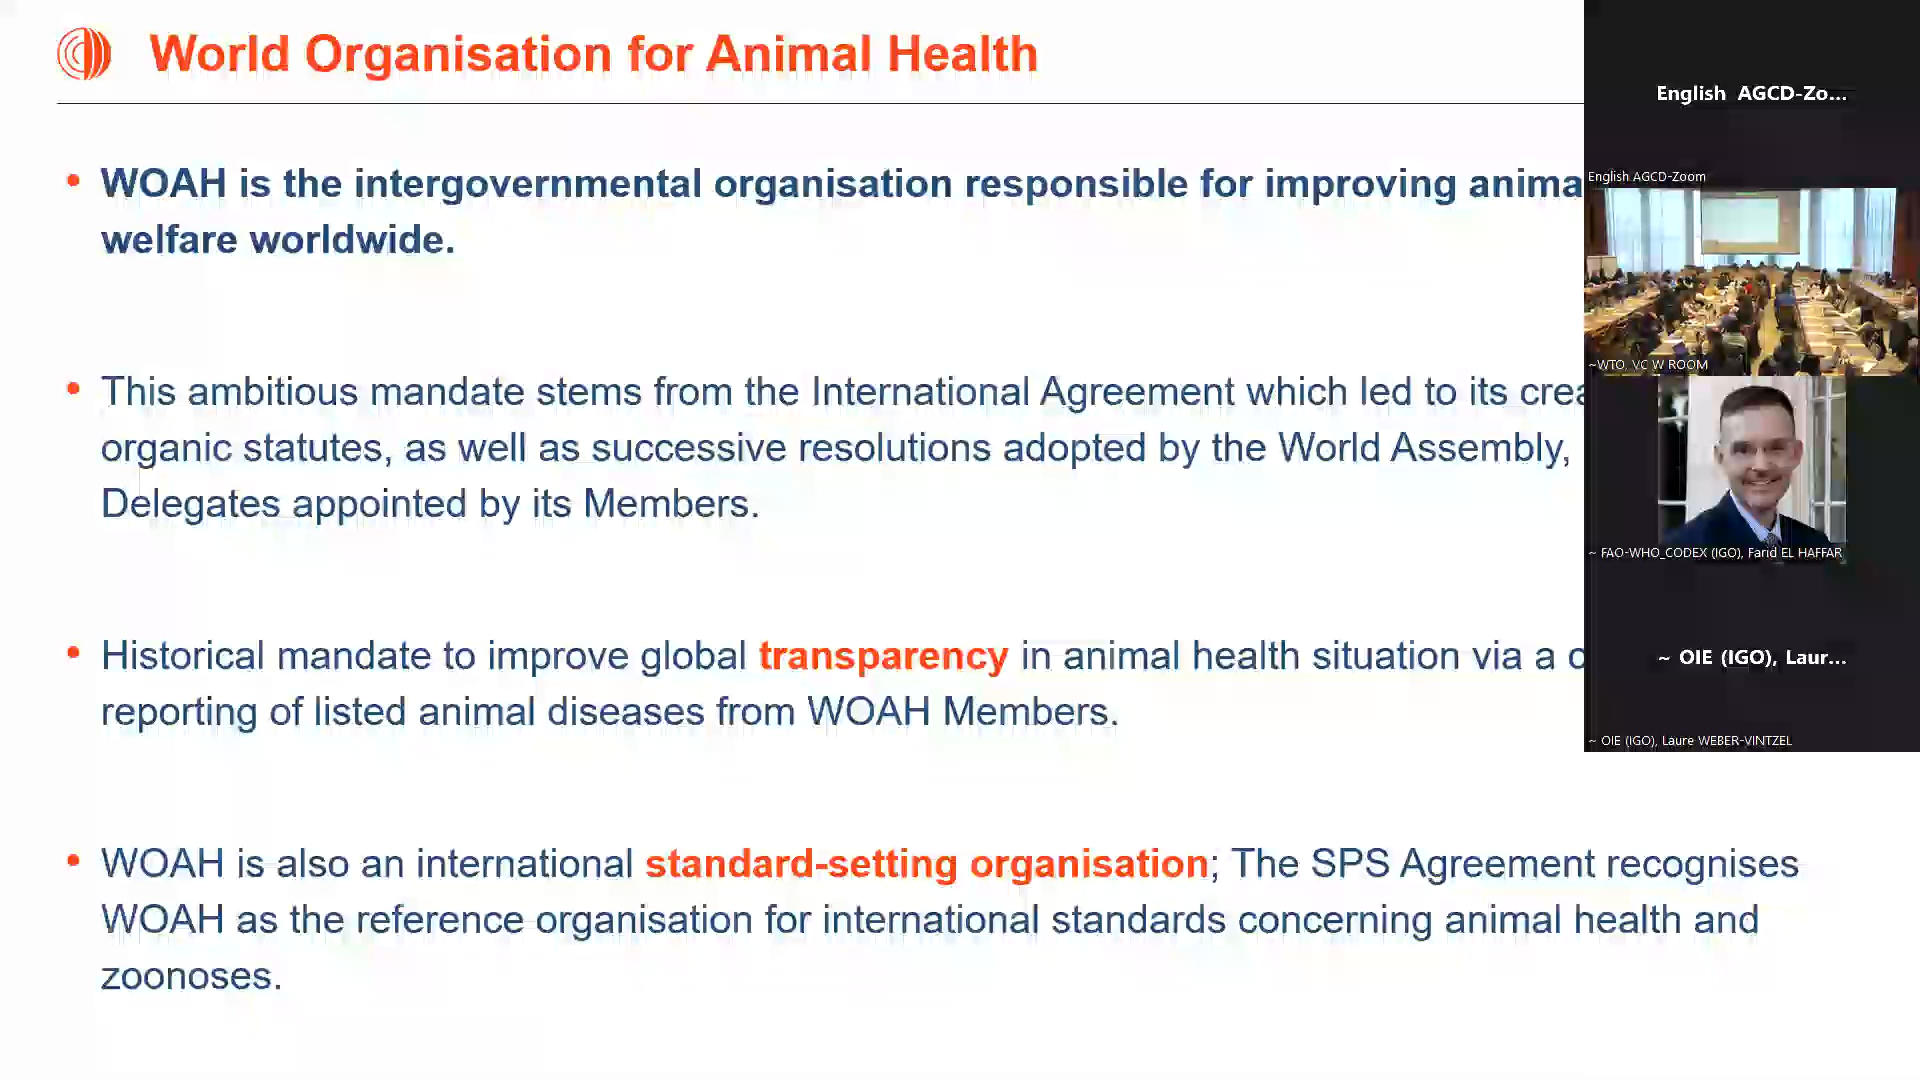 World Organisation for Animal Health
• WOAH is the intergovernmental organisation responsible for improving anima
welfare worldwide.
• This ambitious mandate stems from the International Agreement which led to its crea
organic statutes, as well as successive resolutions adopted by the World Assembly,
Delegates appointed by its Members.
• Historical mandate to improve global transparency in animal health situation via a
reporting of listed animal diseases from WOAH Members.
• WOAH is also an international standard-setting organisation; The SPS Agreement recognises
WOAH as the reference organisation for international standards concerning animal health and
zoonoses.
English AGCD-Zo...
English AGCD-Zoom
~WTO, VC W ROOM
~ FAO-WHO_CODEX (IGO), Farid EL HAFFAR
~ OIE (IGO), Laur...
~ OIE (IGO), Laure WEBER-VINTZEL